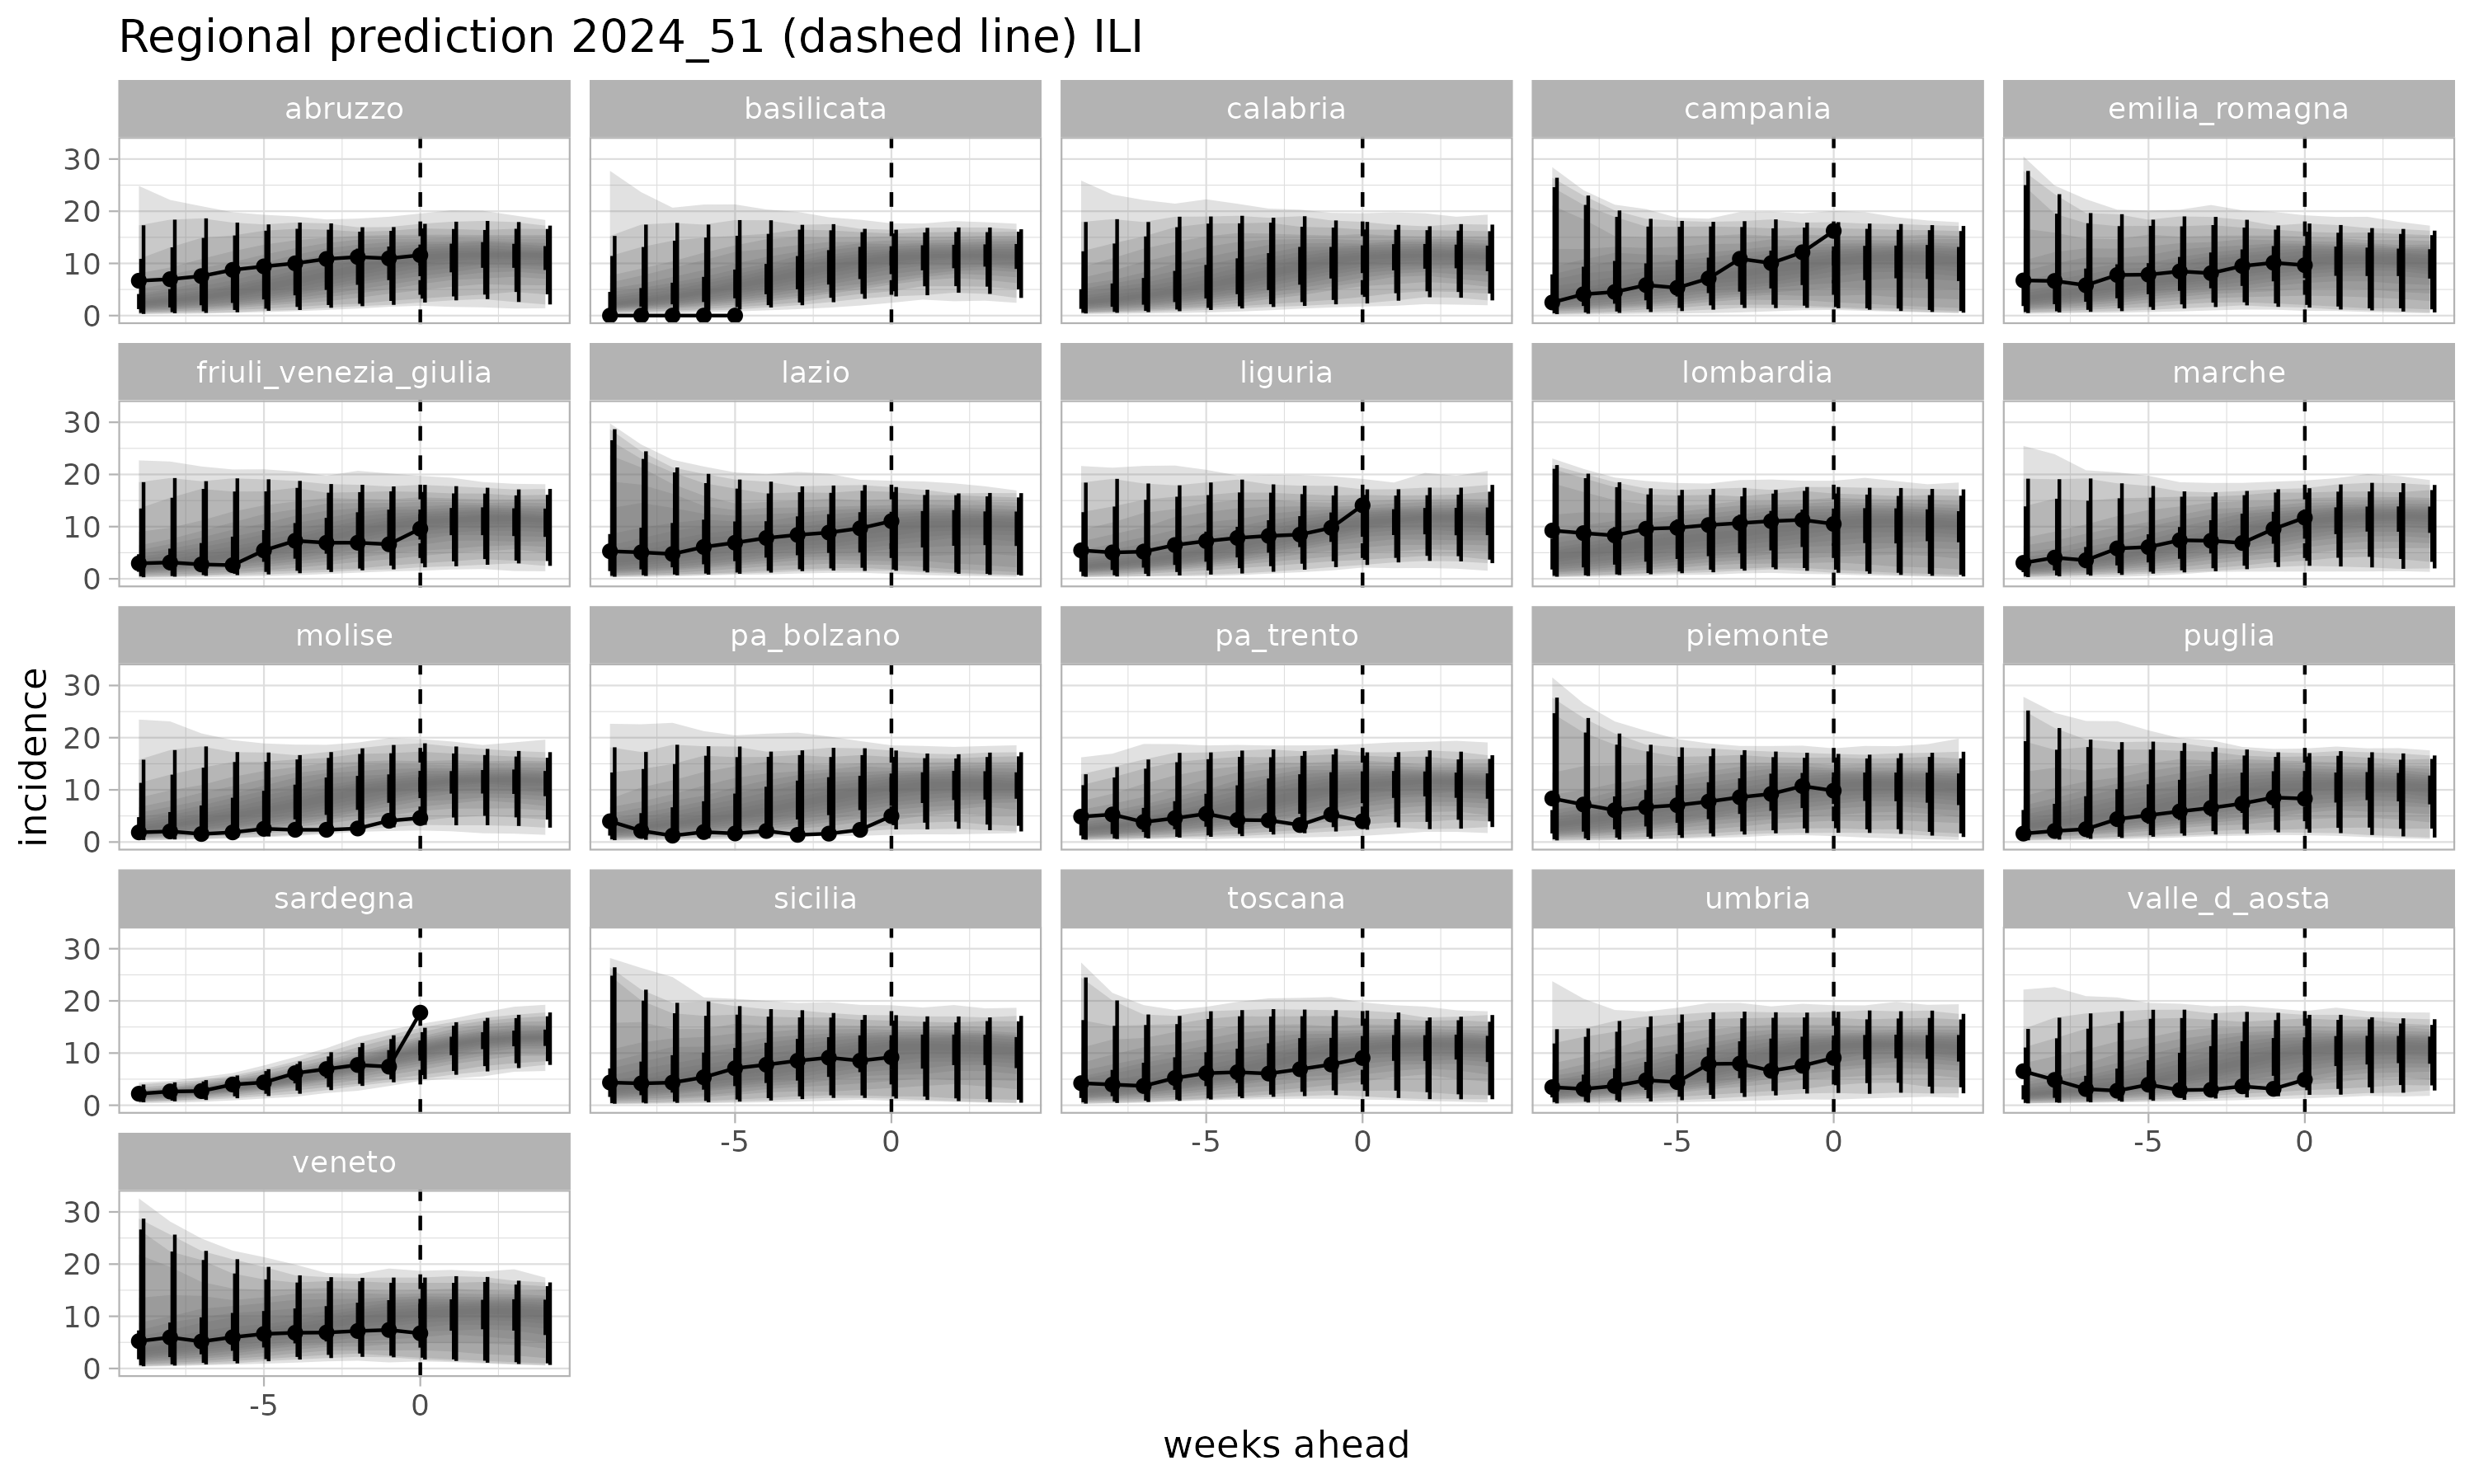 Regional prediction 2024_51 (dashed line) ILI
abruzzo
basilicata
calabria
campania
emilia_romagna
30
20
10
0
friuli_venezia_giulia
lazio
liguria
lombardia
marche
30
20
10
0
molise
pa_bolzano
pa_trento
piemonte
puglia
30
20
10
0
incidence
sardegna
sicilia
toscana
umbria
valle_d_aosta
30
20
10
0
-5 0 -5 0 -5 0 -5 0
veneto
30
20
10
0
-5 0
weeks ahead